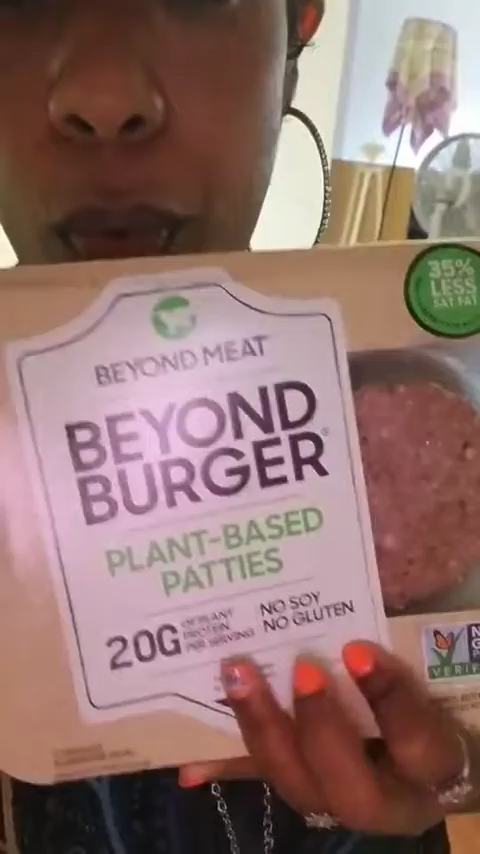 35%
LESS
SAT FAT
BEYOND MEAT
BEYOND
BURGER®
PLANT-BASED
PATTIES
20G OF PLANT PROTEIN PER SERVING
NO SOY
NO GLUTEN
VERIF